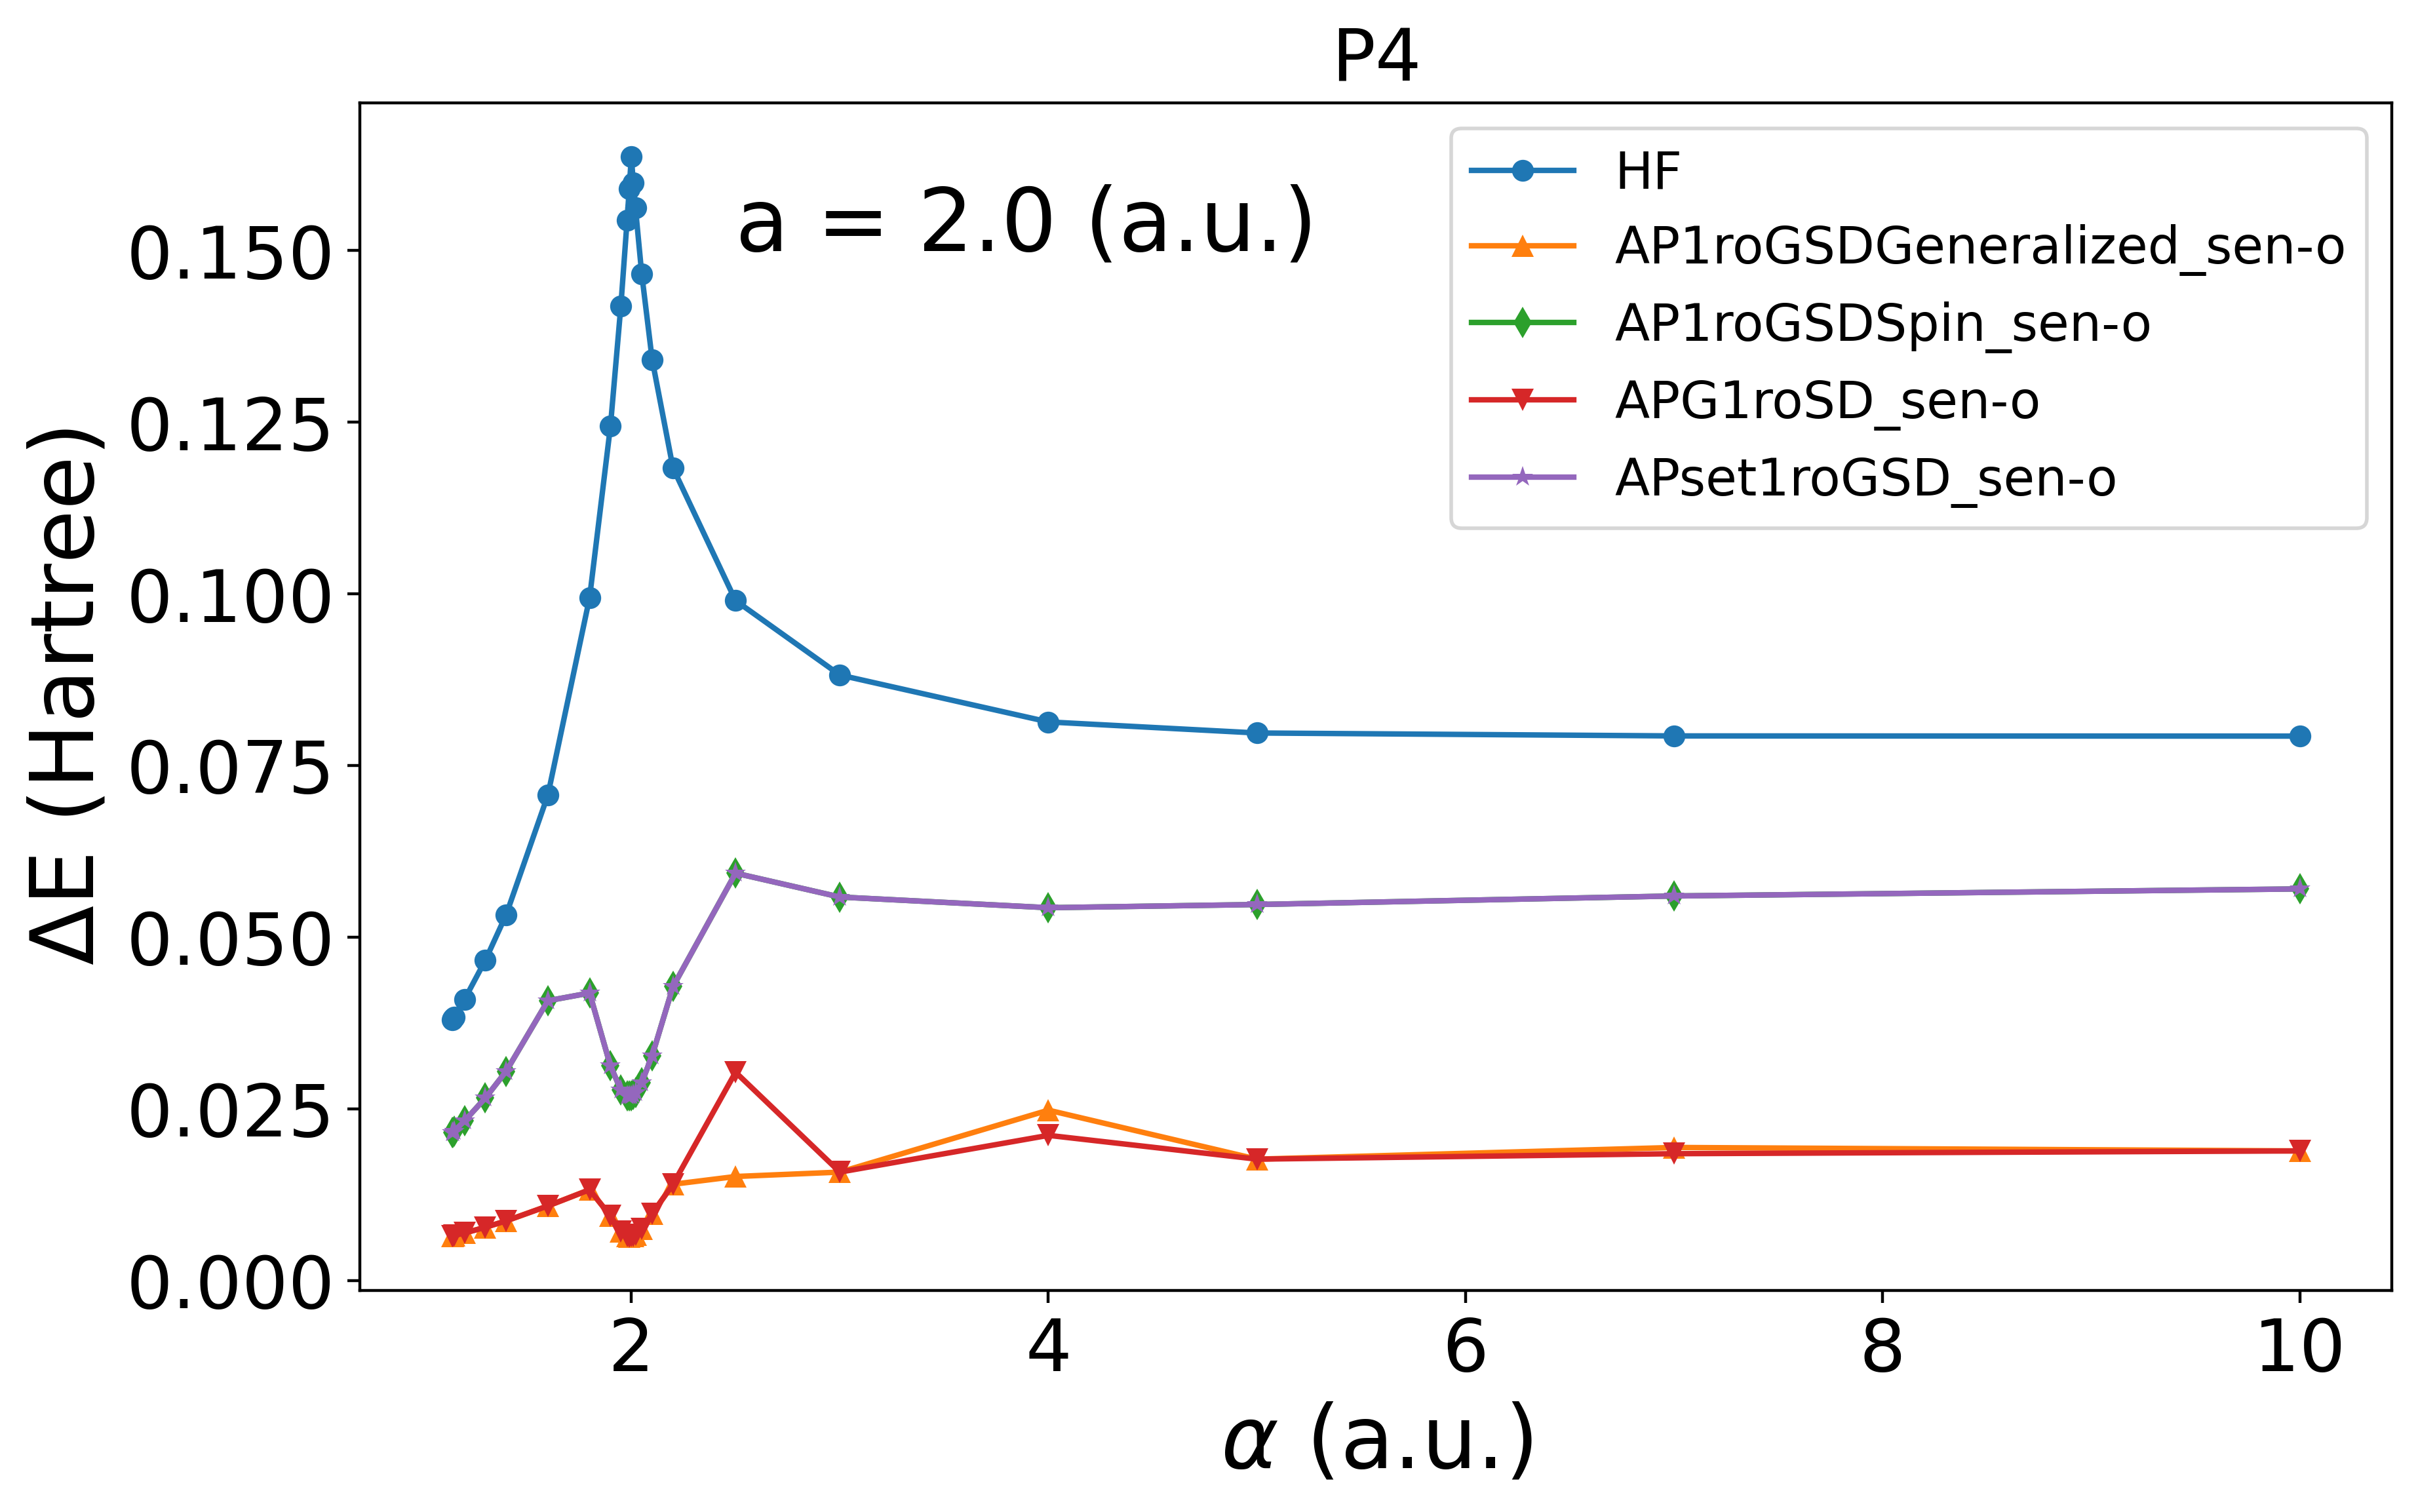 P4
a = 2.0 (a.u.)
HF
AP1roGSDGeneralized_sen-o
AP1roGSDSpin_sen-o
APG1roSD_sen-o
APset1roGSD_sen-o
ΔE (Hartree)
0.150
0.125
0.100
0.075
0.050
0.025
0.000
2 4 6 8 10
α (a.u.)